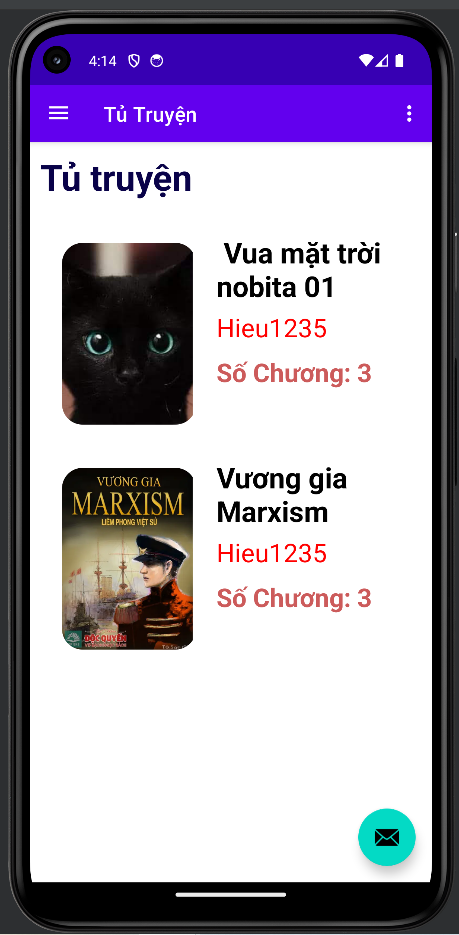 4:14
Tủ Truyện
Tủ truyện
Vua mặt trời
nobita 01
Hieu1235
Số Chương: 3
VƯƠNG GIA
MARXISM
LIÊM PHONG VIỆT SỬ
ĐỘC QUYỀN
Vương gia
Marxism
Hieu1235
Số Chương: 3